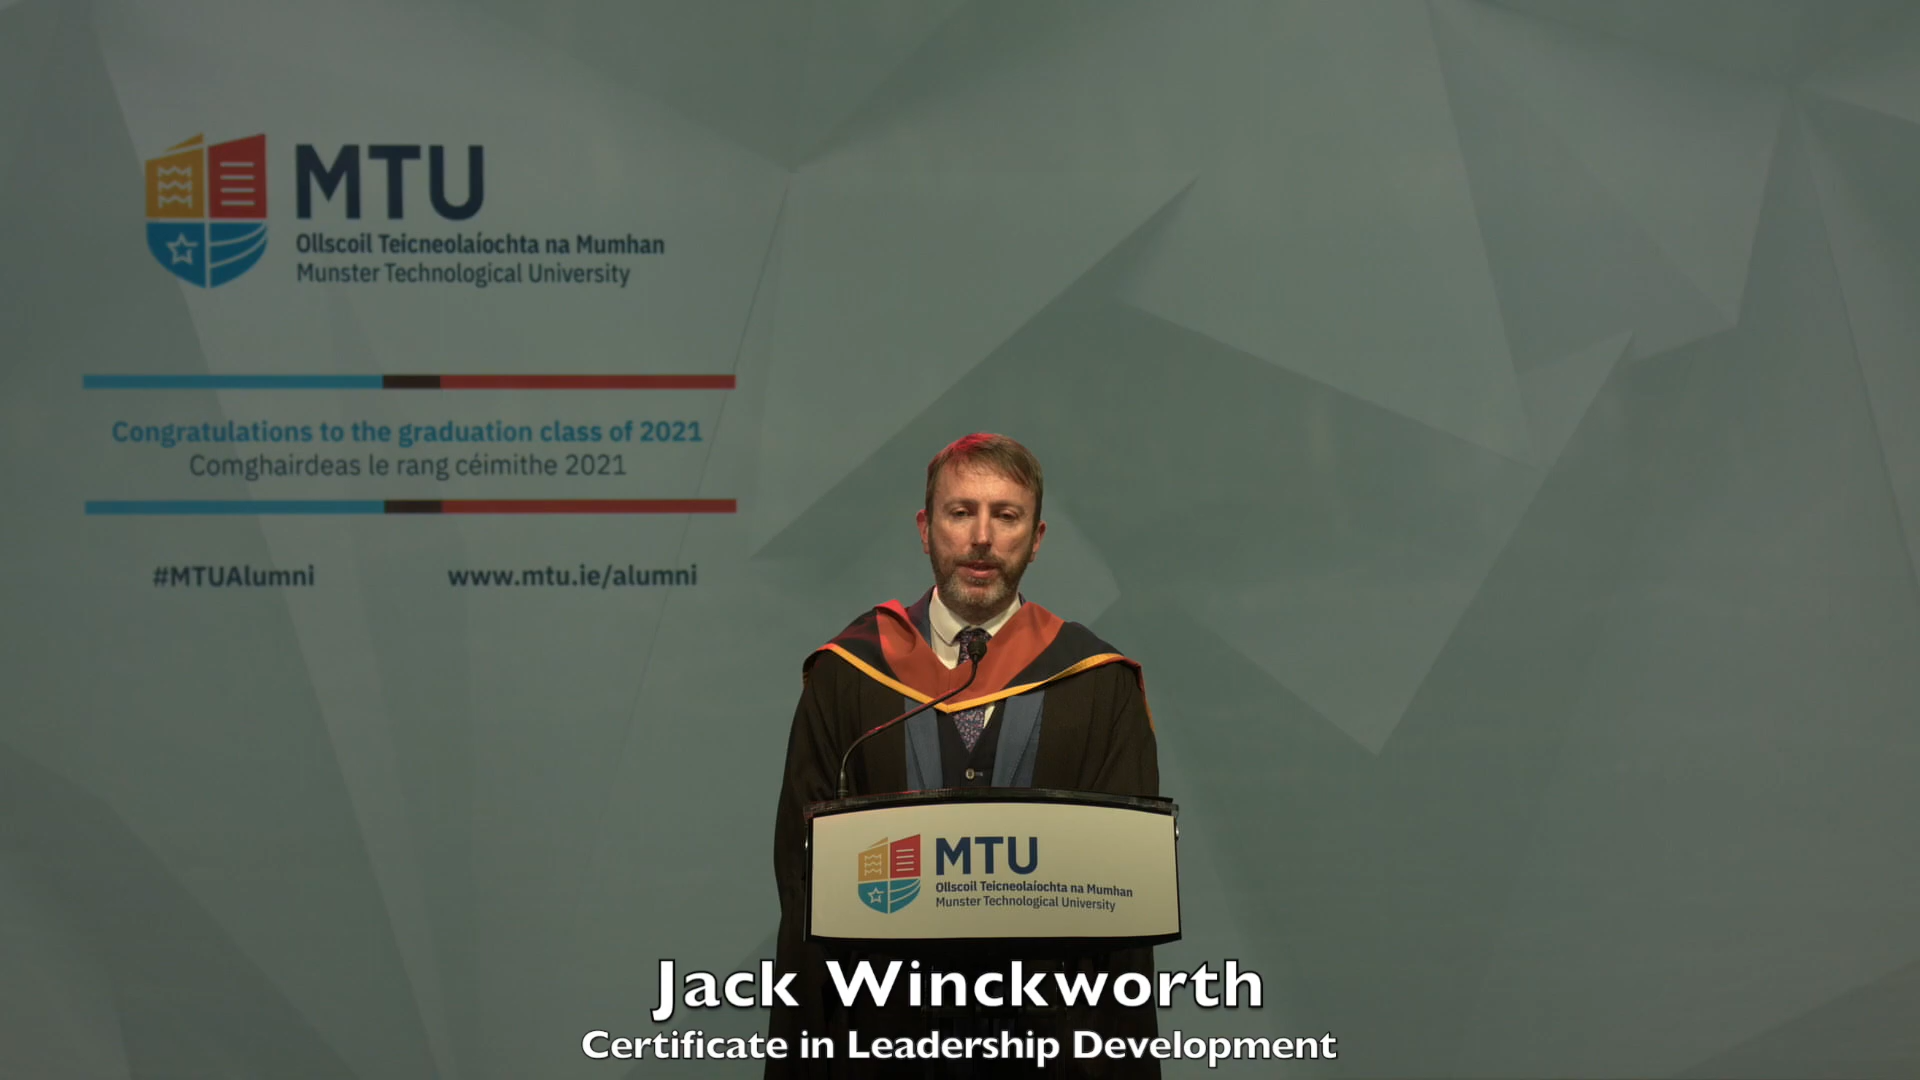 MTU
Ollscoil Teicneolaíochta na Mumhan
Munster Technological University
Congratulations to the graduation class of 2021
Comghairdeas le rang céimithe 2021
#MTUAlumni www.mtu.ie/alumni
MTU
Ollscoil Teicneolaíochta na Mumhan
Munster Technological University
Jack Winckworth
Certificate in Leadership Development